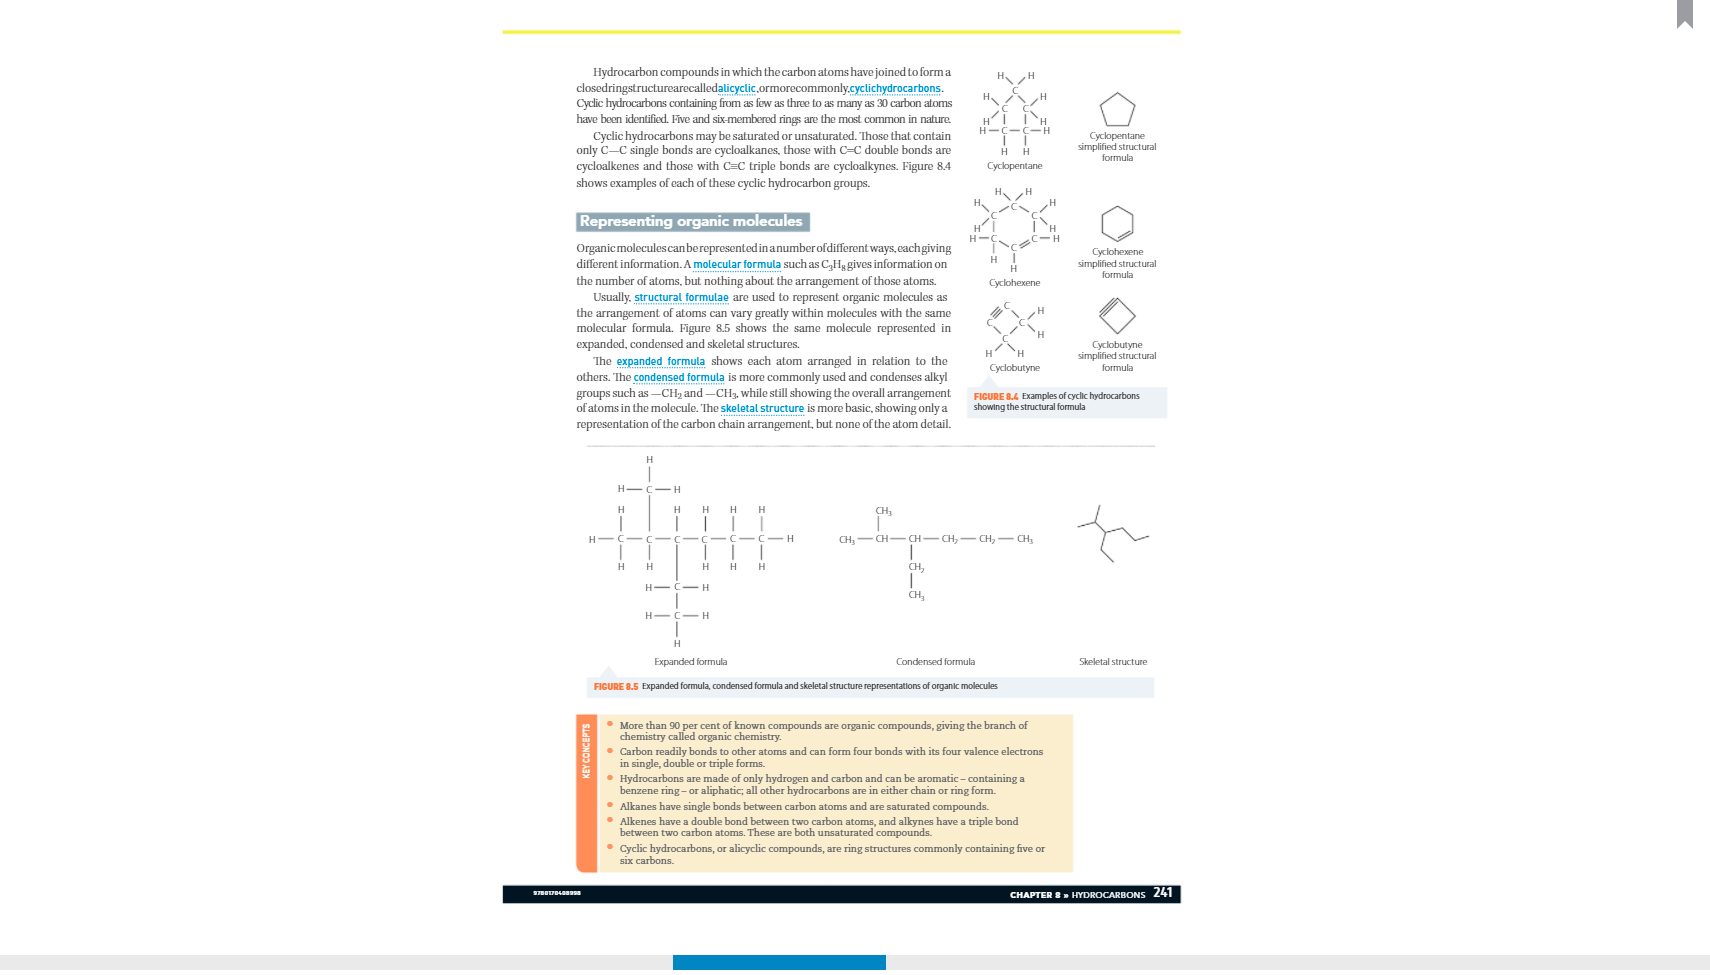 Hydrocarbon compounds in which the carbon atoms have joined to form a
closed ring structure are called alicyclic, or more commonly, cyclic hydrocarbons.
Cyclic hydrocarbons containing from as few as three to as many as 30 carbon atoms
have been identified. Five and six-membered rings are the most common in nature.
Cyclic hydrocarbons may be saturated or unsaturated. Those that contain
only C—C single bonds are cycloalkanes, those with C=C double bonds are
cycloalkenes and those with C≡C triple bonds are cycloalkynes. Figure 8.4
shows examples of each of these cyclic hydrocarbon groups.
Representing organic molecules
Organic molecules can be represented in a number of different ways, each giving
different information. A molecular formula such as C₃H₈ gives information on
the number of atoms, but nothing about the arrangement of those atoms.
Usually, structural formulae are used to represent organic molecules as
the arrangement of atoms can vary greatly within molecules with the same
molecular formula. Figure 8.5 shows the same molecule represented in
expanded, condensed and skeletal structures.
The expanded formula shows each atom arranged in relation to the
others. The condensed formula is more commonly used and condenses alkyl
groups such as —CH₂ and —CH₃, while still showing the overall arrangement
of atoms in the molecule. The skeletal structure is more basic, showing only a
representation of the carbon chain arrangement, but none of the atom detail.
H H
C
H H
C C
H H
H C C H
H H
Cyclopentane
Cyclopentane
simplified structural
formula
H H
H C H
C C
H H
H C C H
C
H
H
Cyclohexene
Cyclohexene
simplified structural
formula
C H
C C
C H
H H
Cyclobutyne
Cyclobutyne
simplified structural
formula
FIGURE 8.4 Examples of cyclic hydrocarbons
showing the structural formula
H
H C H
H H H H H
H C C C C C C H
H H H H H
H C H
H C H
H
Expanded formula
CH₃
CH₃ CH CH CH₂ CH₂ CH₃
CH₂
CH₃
Condensed formula
Skeletal structure
FIGURE 8.5 Expanded formula, condensed formula and skeletal structure representations of organic molecules
KEY CONCEPTS
• More than 90 per cent of known compounds are organic compounds, giving the branch of
chemistry called organic chemistry.
• Carbon readily bonds to other atoms and can form four bonds with its four valence electrons
in single, double or triple forms.
• Hydrocarbons are made of only hydrogen and carbon and can be aromatic – containing a
benzene ring – or aliphatic; all other hydrocarbons are in either chain or ring form.
• Alkanes have single bonds between carbon atoms and are saturated compounds.
• Alkenes have a double bond between two carbon atoms, and alkynes have a triple bond
between two carbon atoms. These are both unsaturated compounds.
• Cyclic hydrocarbons, or alicyclic compounds, are ring structures commonly containing five or
six carbons.
CHAPTER 8 » HYDROCARBONS 241